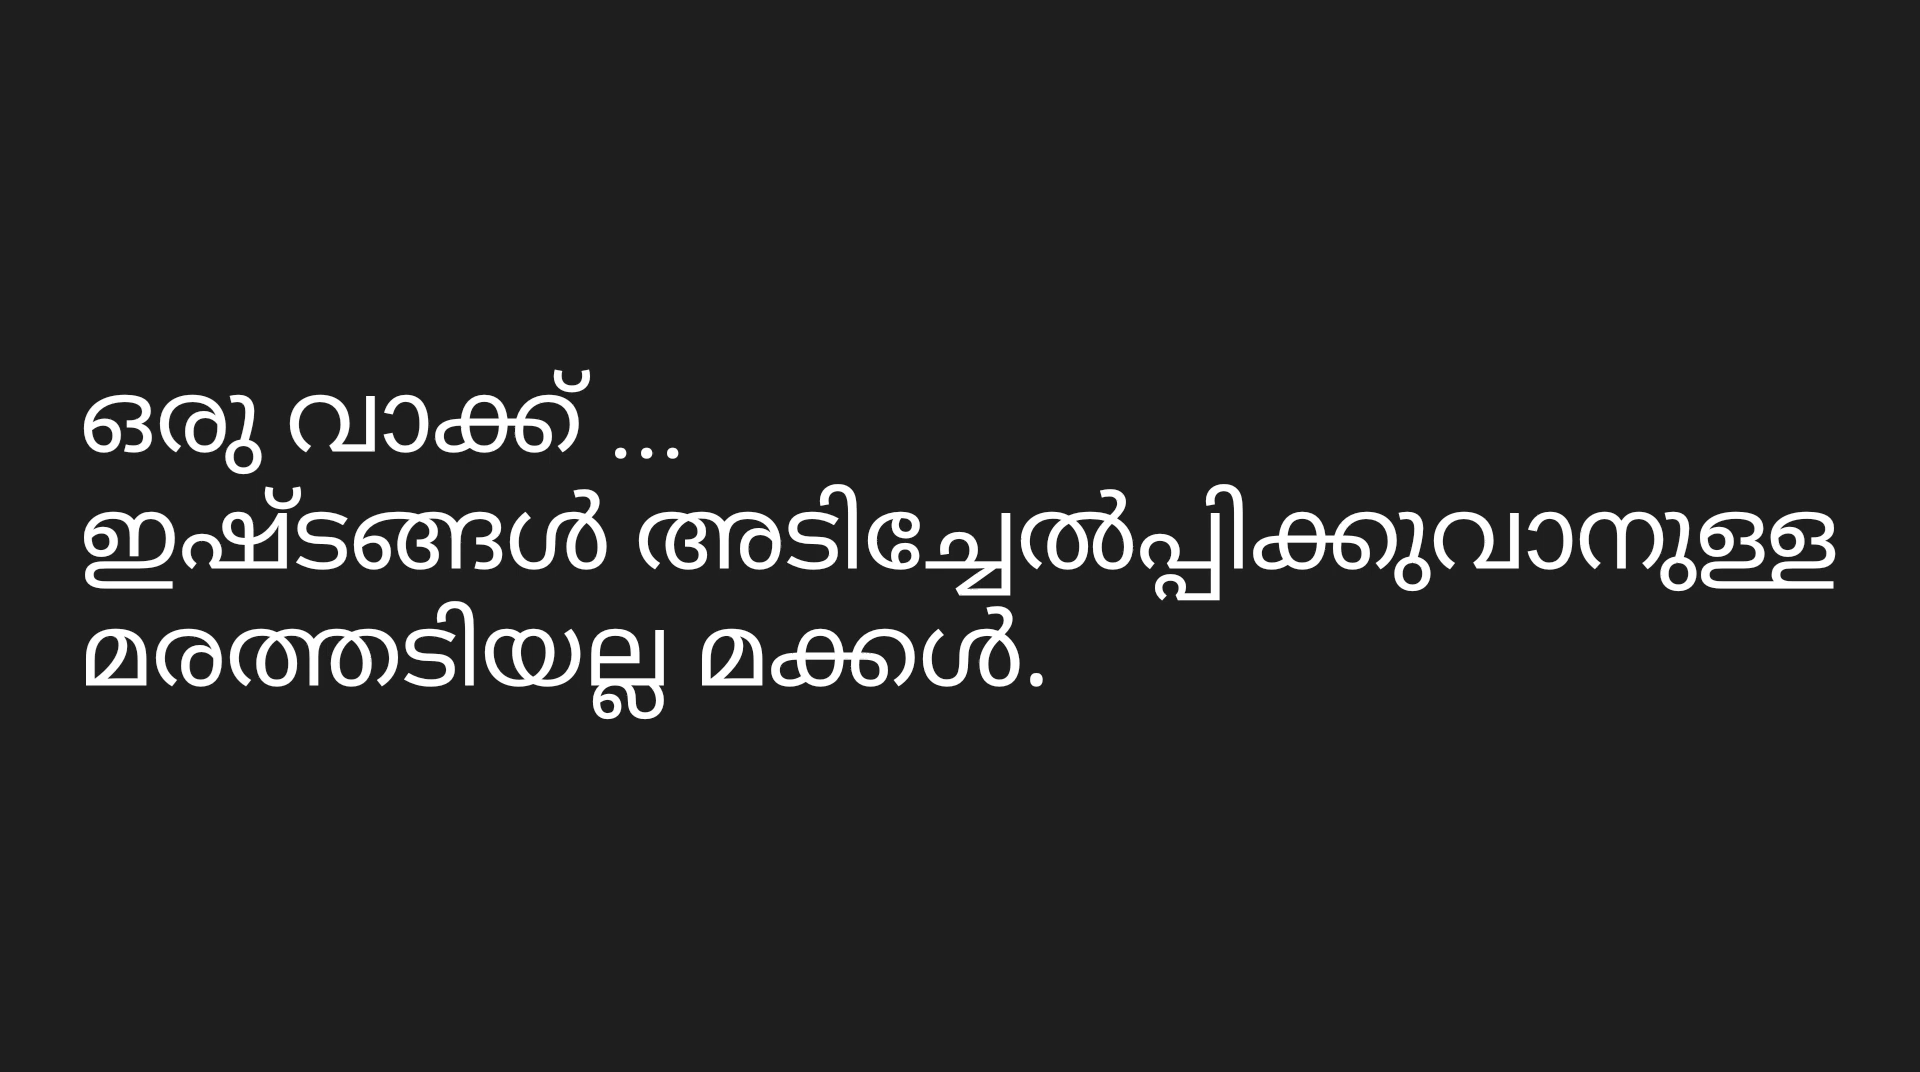 ഒരു വാക്ക് ...
ഇഷ്ടങ്ങൾ അടിച്ചേൽപ്പിക്കുവാനുള്ള
മരത്തടിയല്ല മക്കൾ.